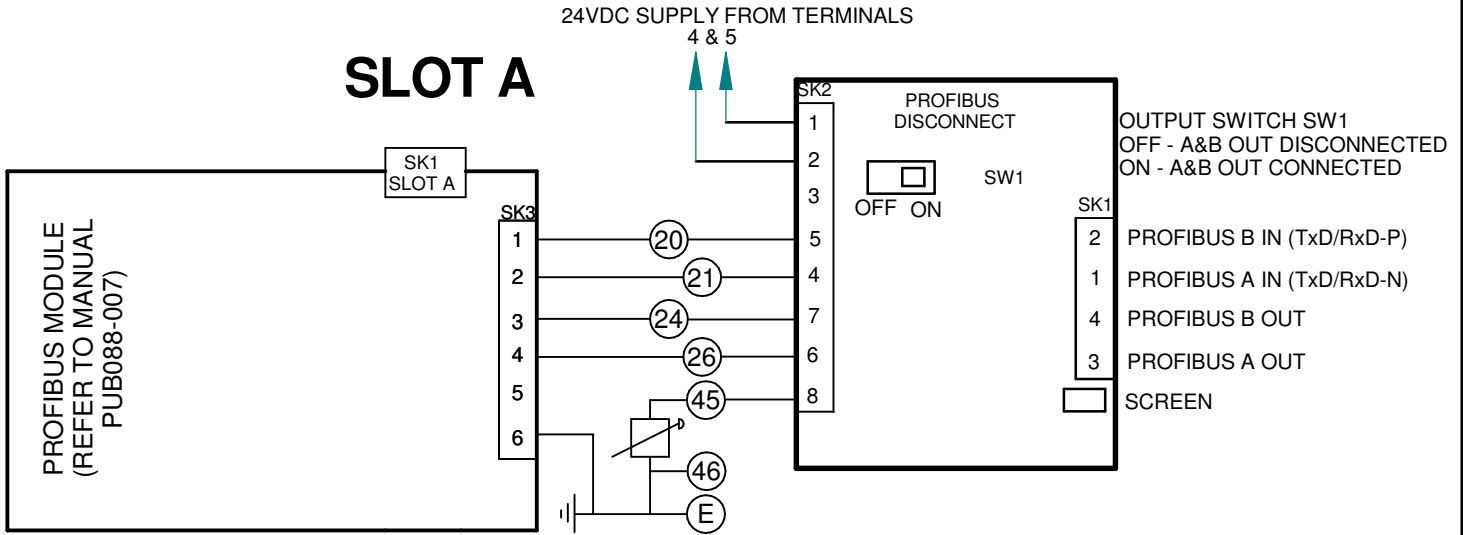 24VDC SUPPLY FROM TERMINALS
4 & 5
SLOT A
SK1
SLOT A
PROFIBUS MODULE
(REFER TO MANUAL
PUB088-007)
SK3
1
2
3
4
5
6
20
21
24
26
45
46
E
SK2
1
2
3
5
4
7
6
8
PROFIBUS
DISCONNECT
SW1
OFF ON
OUTPUT SWITCH SW1
OFF - A&B OUT DISCONNECTED
ON - A&B OUT CONNECTED
SK1
2 PROFIBUS B IN (TxD/RxD-P)
1 PROFIBUS A IN (TxD/RxD-N)
4 PROFIBUS B OUT
3 PROFIBUS A OUT
SCREEN